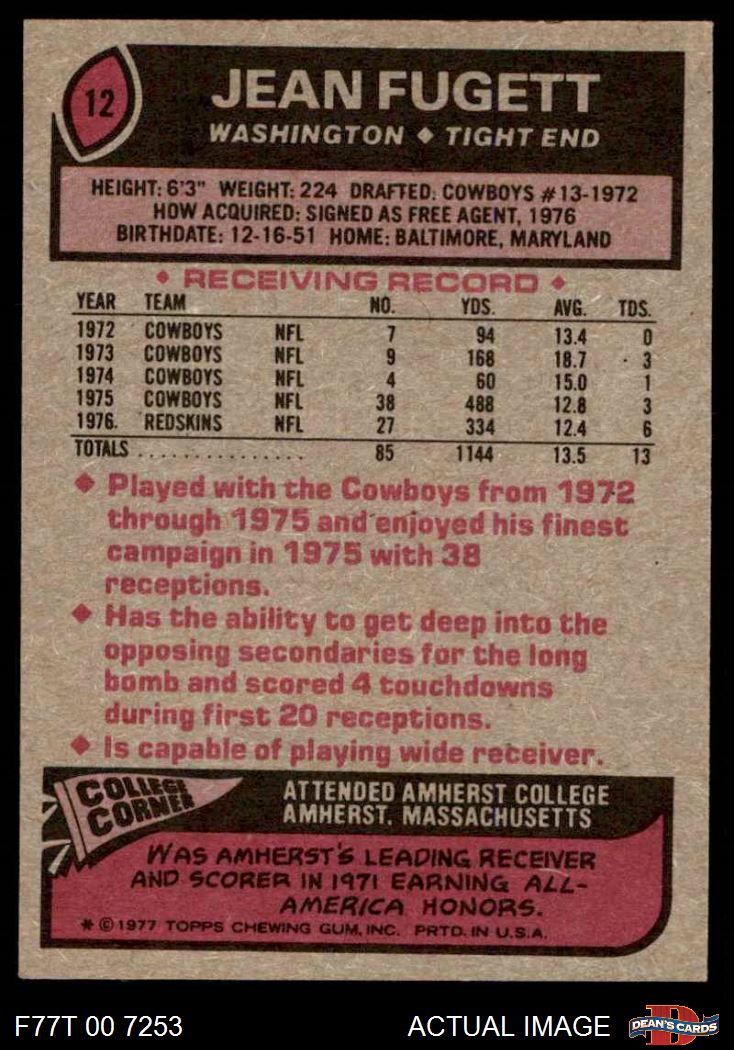 12
JEAN FUGETT
WASHINGTON ♦ TIGHT END
HEIGHT: 6'3" WEIGHT: 224 DRAFTED: COWBOYS #13-1972
HOW ACQUIRED: SIGNED AS FREE AGENT, 1976
BIRTHDATE: 12-16-51 HOME: BALTIMORE, MARYLAND
♦ RECEIVING RECORD ♦
YEAR TEAM NO. YDS. AVG. TDS.
1972 COWBOYS NFL 7 94 13.4 0
1973 COWBOYS NFL 9 168 18.7 3
1974 COWBOYS NFL 4 60 15.0 1
1975 COWBOYS NFL 38 488 12.8 3
1976. REDSKINS NFL 27 334 12.4 6
TOTALS . . . . . . . . . . . . . . . 85 1144 13.5 13
♦ Played with the Cowboys from 1972
through 1975 and enjoyed his finest
campaign in 1975 with 38
receptions.
♦ Has the ability to get deep into the
opposing secondaries for the long
bomb and scored 4 touchdowns
during first 20 receptions.
♦ Is capable of playing wide receiver.
COLLEGE
CORNER
ATTENDED AMHERST COLLEGE
AMHERST, MASSACHUSETTS
WAS AMHERST'S LEADING RECEIVER
AND SCORER IN 1971 EARNING ALL-
AMERICA HONORS.
* © 1977 TOPPS CHEWING GUM, INC. PRTD. IN U.S.A.
F77T 00 7253
ACTUAL IMAGE
D
DEAN'S CARDS